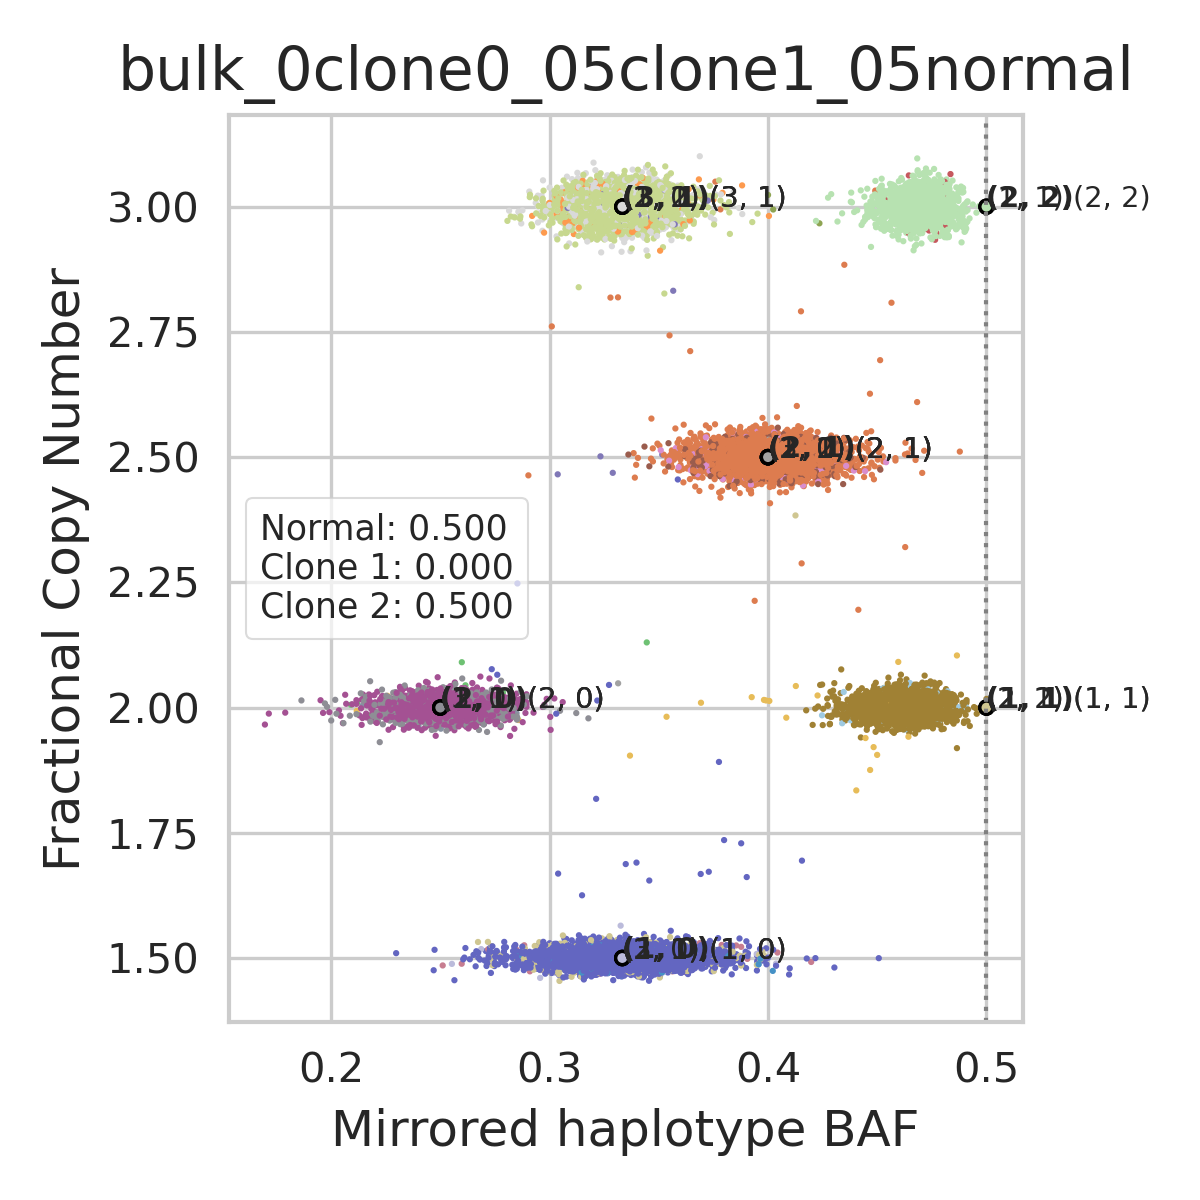 bulk_0clone0_05clone1_05normal
3.00
2.75
2.50
2.25
2.00
1.75
1.50
Fractional Copy Number
(3, 1)
(2, 2)
(2, 1)
Normal: 0.500
Clone 1: 0.000
Clone 2: 0.500
(2, 0)
(1, 1)
(1, 0)
0.2
0.3
0.4
0.5
Mirrored haplotype BAF